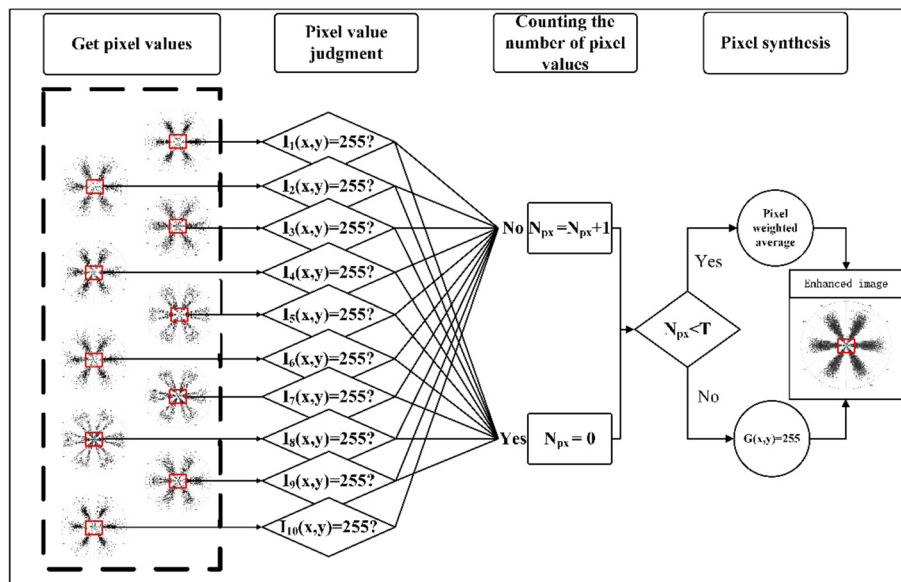 Get pixel values
Pixel value
judgment
Counting the
number of pixel
values
Pixel synthesis
I₁(x,y)=255?
I₂(x,y)=255?
I₃(x,y)=255?
I₄(x,y)=255?
I₅(x,y)=255?
I₆(x,y)=255?
I₇(x,y)=255?
I₈(x,y)=255?
I₉(x,y)=255?
I₁₀(x,y)=255?
No
Nₚₓ=Nₚₓ+1
Yes
Nₚₓ = 0
Nₚₓ<T
Yes
No
Pixel
weighted
average
G(x,y)=255
Enhanced image